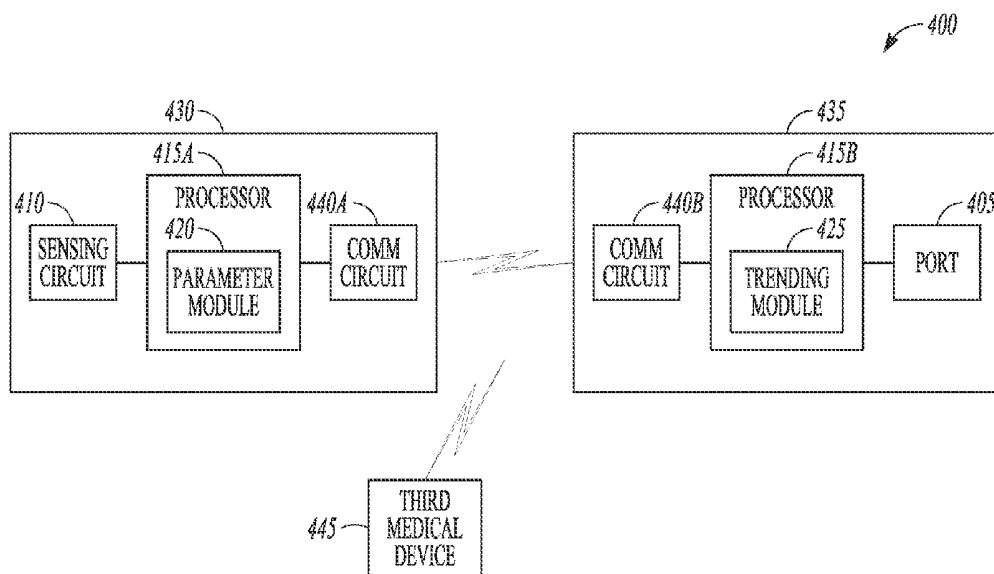 400
430
435
415A
415B
410
PROCESSOR
440A
440B
PROCESSOR
405
SENSING
CIRCUIT
420
PARAMETER
MODULE
COMM
CIRCUIT
COMM
CIRCUIT
425
TRENDING
MODULE
PORT
445
THIRD
MEDICAL
DEVICE